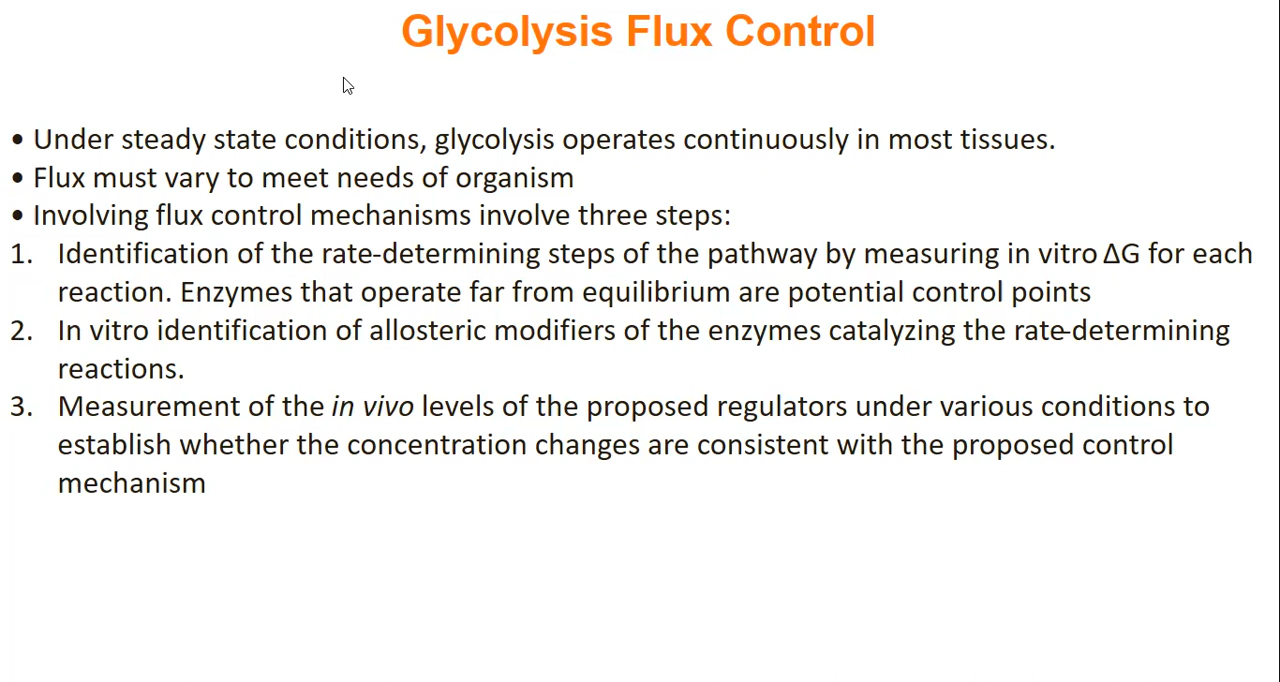 Glycolysis Flux Control
• Under steady state conditions, glycolysis operates continuously in most tissues.
• Flux must vary to meet needs of organism
• Involving flux control mechanisms involve three steps:
1. Identification of the rate-determining steps of the pathway by measuring in vitro ΔG for each
reaction. Enzymes that operate far from equilibrium are potential control points
2. In vitro identification of allosteric modifiers of the enzymes catalyzing the rate-determining
reactions.
3. Measurement of the in vivo levels of the proposed regulators under various conditions to
establish whether the concentration changes are consistent with the proposed control
mechanism